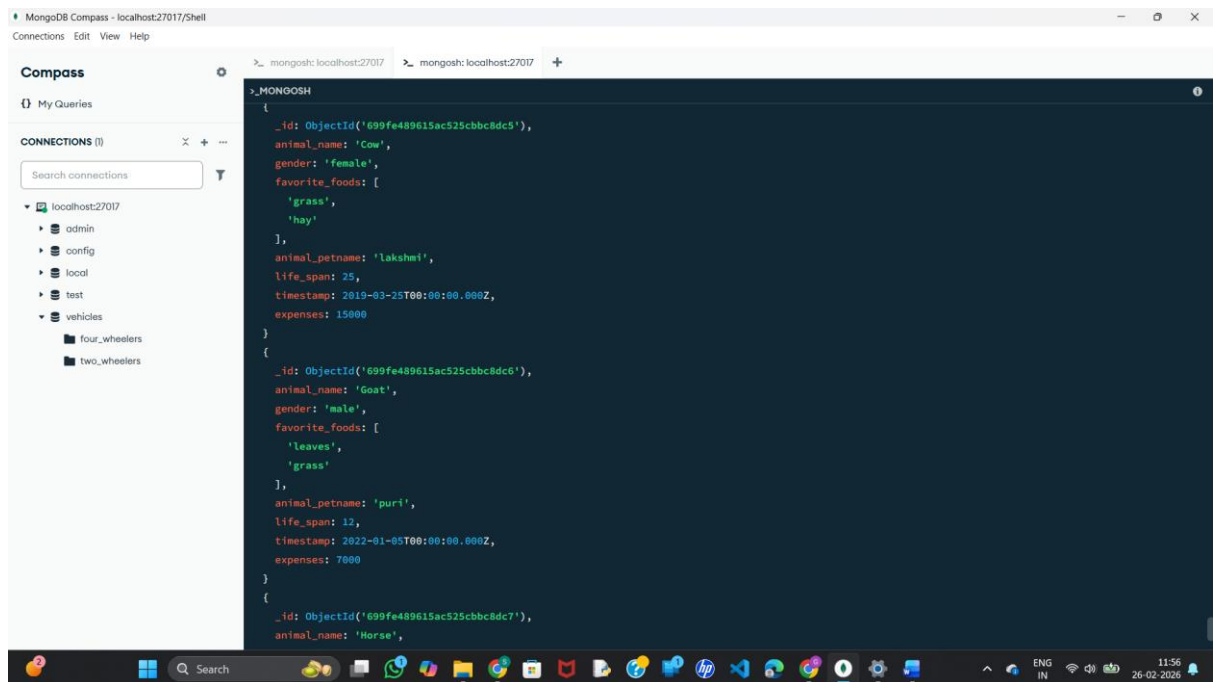 MongoDB Compass - localhost:27017/Shell
Connections Edit View Help
Compass
{} My Queries
CONNECTIONS (1)
Search connections
localhost:27017
admin
config
local
test
vehicles
four_wheelers
two_wheelers
>_ mongosh: localhost:27017 >_ mongosh: localhost:27017 +
>_MONGOSH
{
_id: ObjectId('699fe489615ac525cbbc8dc5'),
animal_name: 'Cow',
gender: 'female',
favorite_foods: [
'grass',
'hay'
],
animal_petname: 'lakshmi',
life_span: 25,
timestamp: 2019-03-25T00:00:00.000Z,
expenses: 15000
}
{
_id: ObjectId('699fe489615ac525cbbc8dc6'),
animal_name: 'Goat',
gender: 'male',
favorite_foods: [
'leaves',
'grass'
],
animal_petname: 'puri',
life_span: 12,
timestamp: 2022-01-05T00:00:00.000Z,
expenses: 7000
}
{
_id: ObjectId('699fe489615ac525cbbc8dc7'),
animal_name: 'Horse',
2
Search
ENG
IN
11:56
26-02-2026